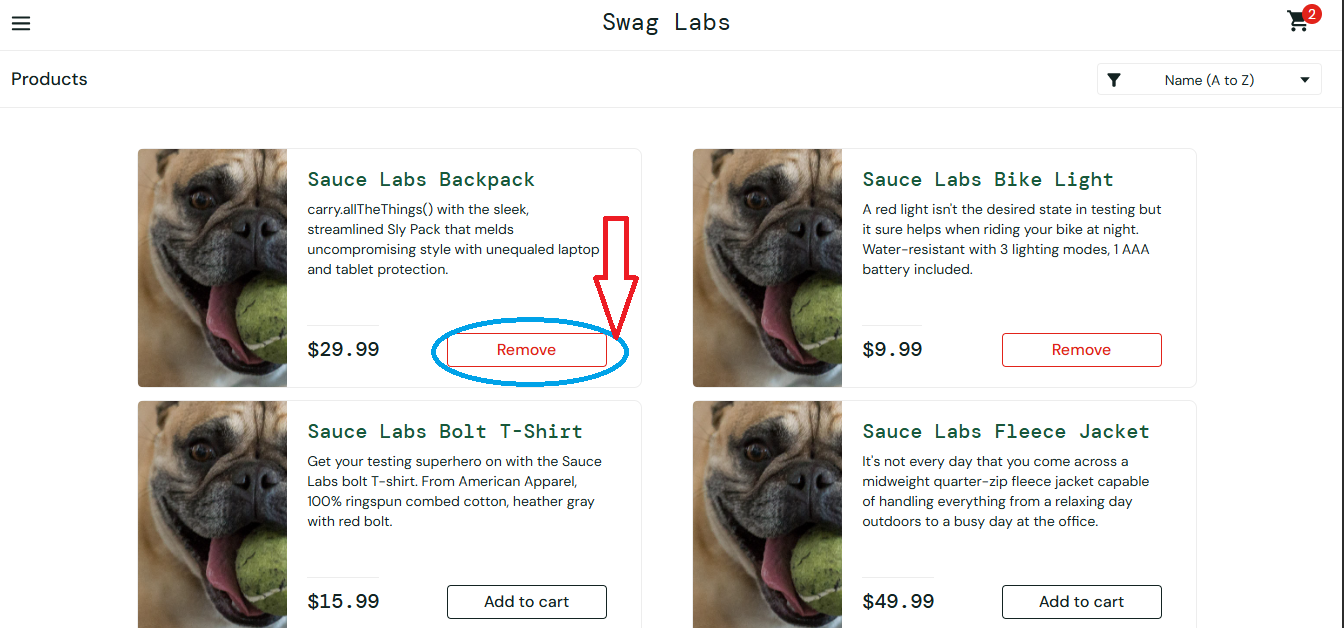 Swag Labs
2
Products
Name (A to Z)
Sauce Labs Backpack
carry.allTheThings() with the sleek,
streamlined Sly Pack that melds
uncompromising style with unequaled laptop
and tablet protection.
$29.99
Remove
Sauce Labs Bike Light
A red light isn't the desired state in testing but
it sure helps when riding your bike at night.
Water-resistant with 3 lighting modes, 1 AAA
battery included.
$9.99
Remove
Sauce Labs Bolt T-Shirt
Get your testing superhero on with the Sauce
Labs bolt T-shirt. From American Apparel,
100% ringspun combed cotton, heather gray
with red bolt.
$15.99
Add to cart
Sauce Labs Fleece Jacket
It's not every day that you come across a
midweight quarter-zip fleece jacket capable
of handling everything from a relaxing day
outdoors to a busy day at the office.
$49.99
Add to cart